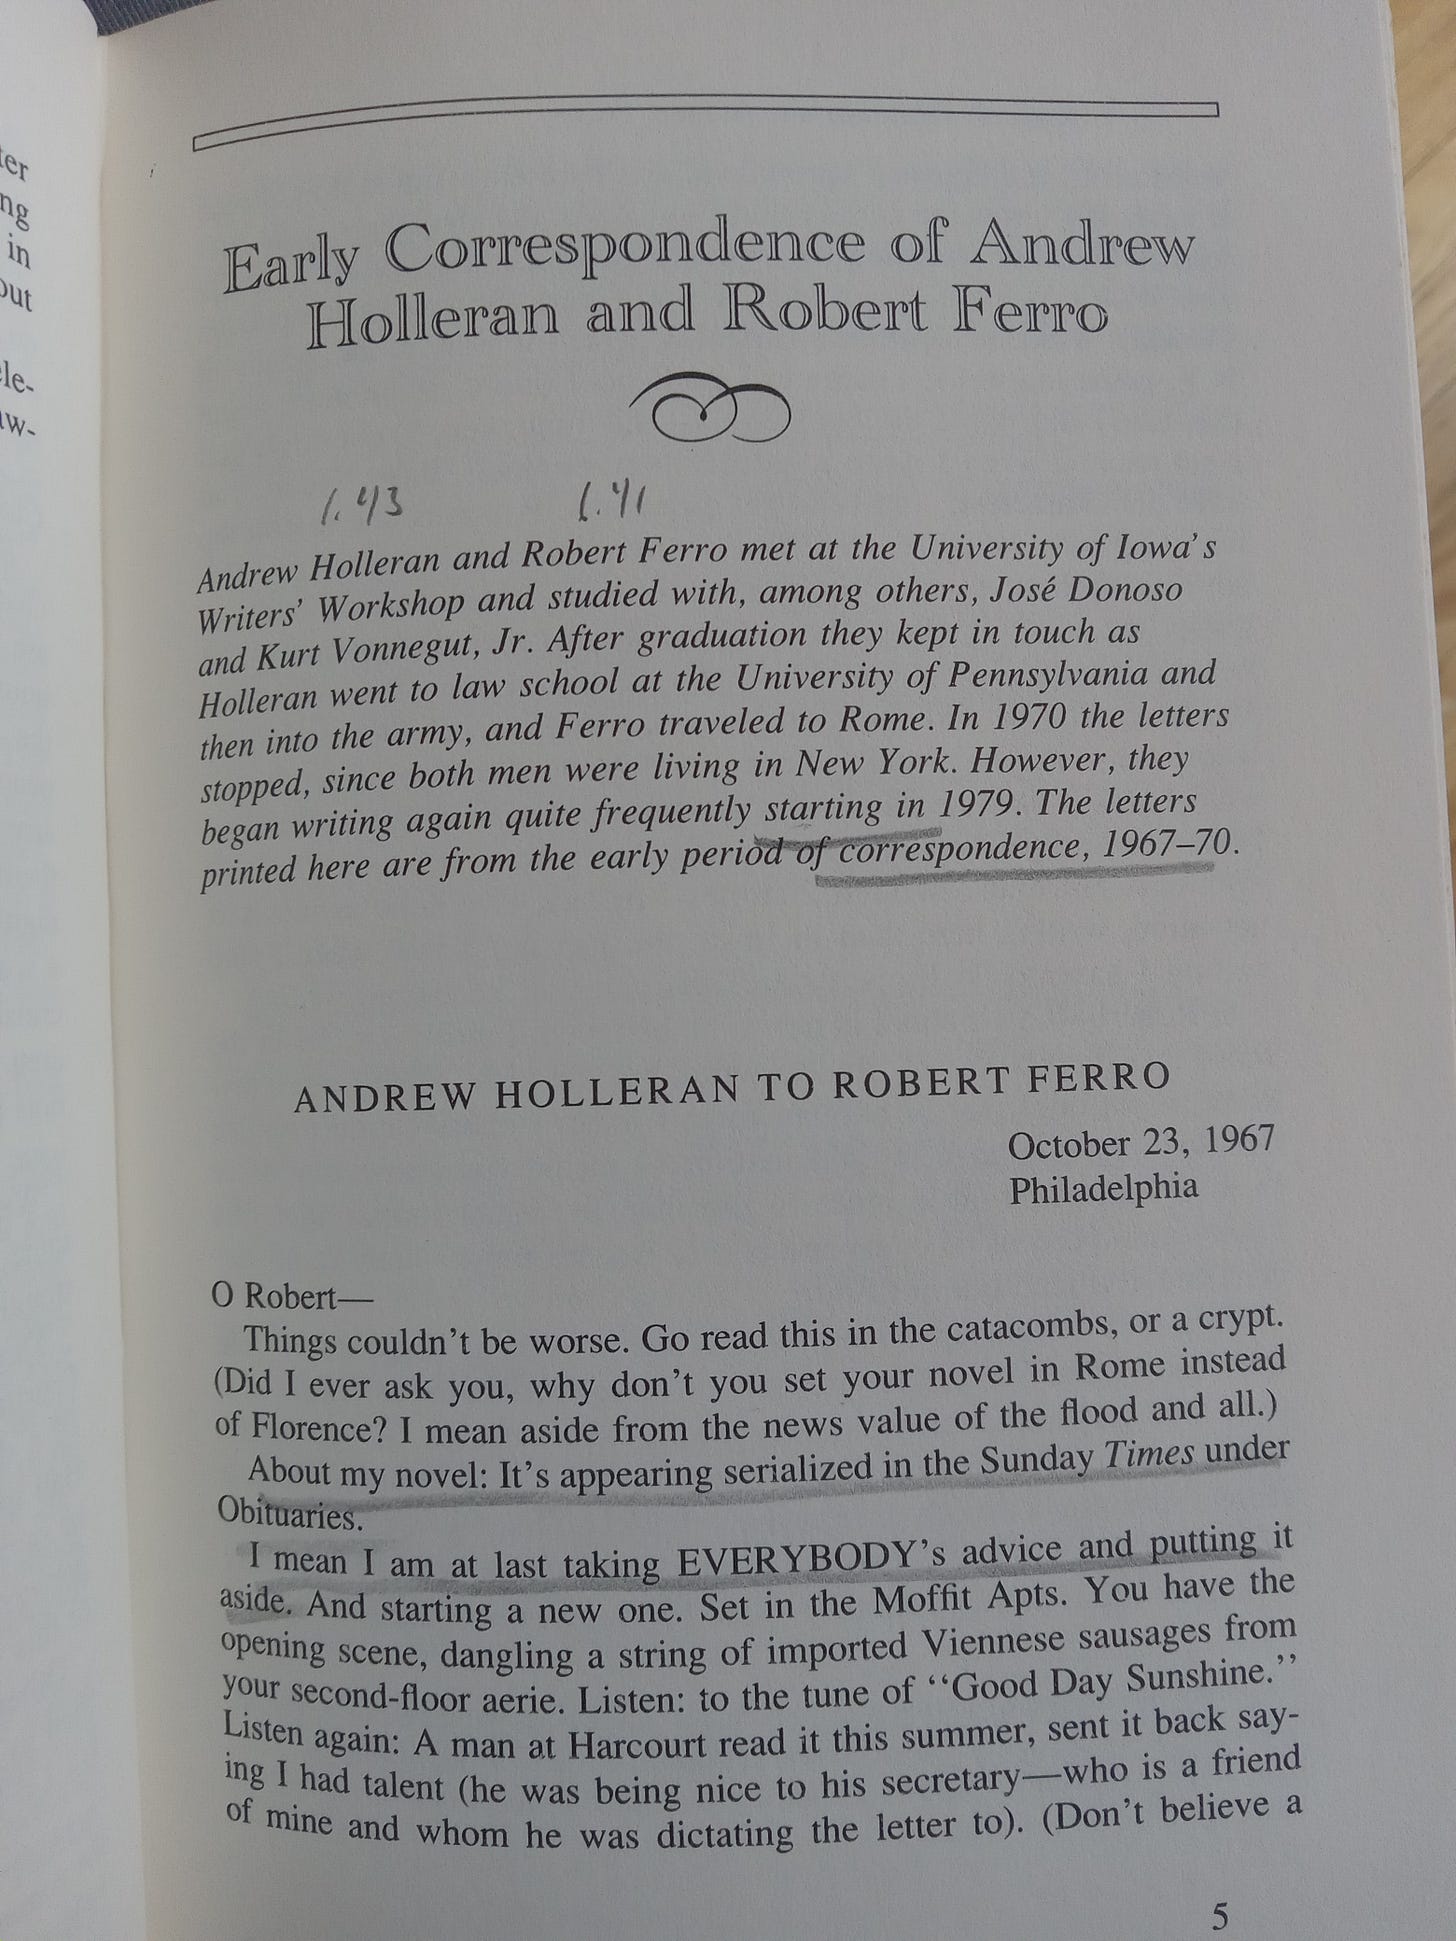 ter
ng
in
out
ele-
aw-
Early Correspondence of Andrew
Holleran and Robert Ferro
1.43 1.41
Andrew Holleran and Robert Ferro met at the University of Iowa's
Writers' Workshop and studied with, among others, José Donoso
and Kurt Vonnegut, Jr. After graduation they kept in touch as
Holleran went to law school at the University of Pennsylvania and
then into the army, and Ferro traveled to Rome. In 1970 the letters
stopped, since both men were living in New York. However, they
began writing again quite frequently starting in 1979. The letters
printed here are from the early period of correspondence, 1967–70.
ANDREW HOLLERAN TO ROBERT FERRO
October 23, 1967
Philadelphia
O Robert—
Things couldn't be worse. Go read this in the catacombs, or a crypt.
(Did I ever ask you, why don't you set your novel in Rome instead
of Florence? I mean aside from the news value of the flood and all.)
About my novel: It's appearing serialized in the Sunday Times under
Obituaries.
I mean I am at last taking EVERYBODY's advice and putting it
aside. And starting a new one. Set in the Moffit Apts. You have the
opening scene, dangling a string of imported Viennese sausages from
your second-floor aerie. Listen: to the tune of "Good Day Sunshine."
Listen again: A man at Harcourt read it this summer, sent it back say-
ing I had talent (he was being nice to his secretary—who is a friend
of mine and whom he was dictating the letter to). (Don't believe a
5